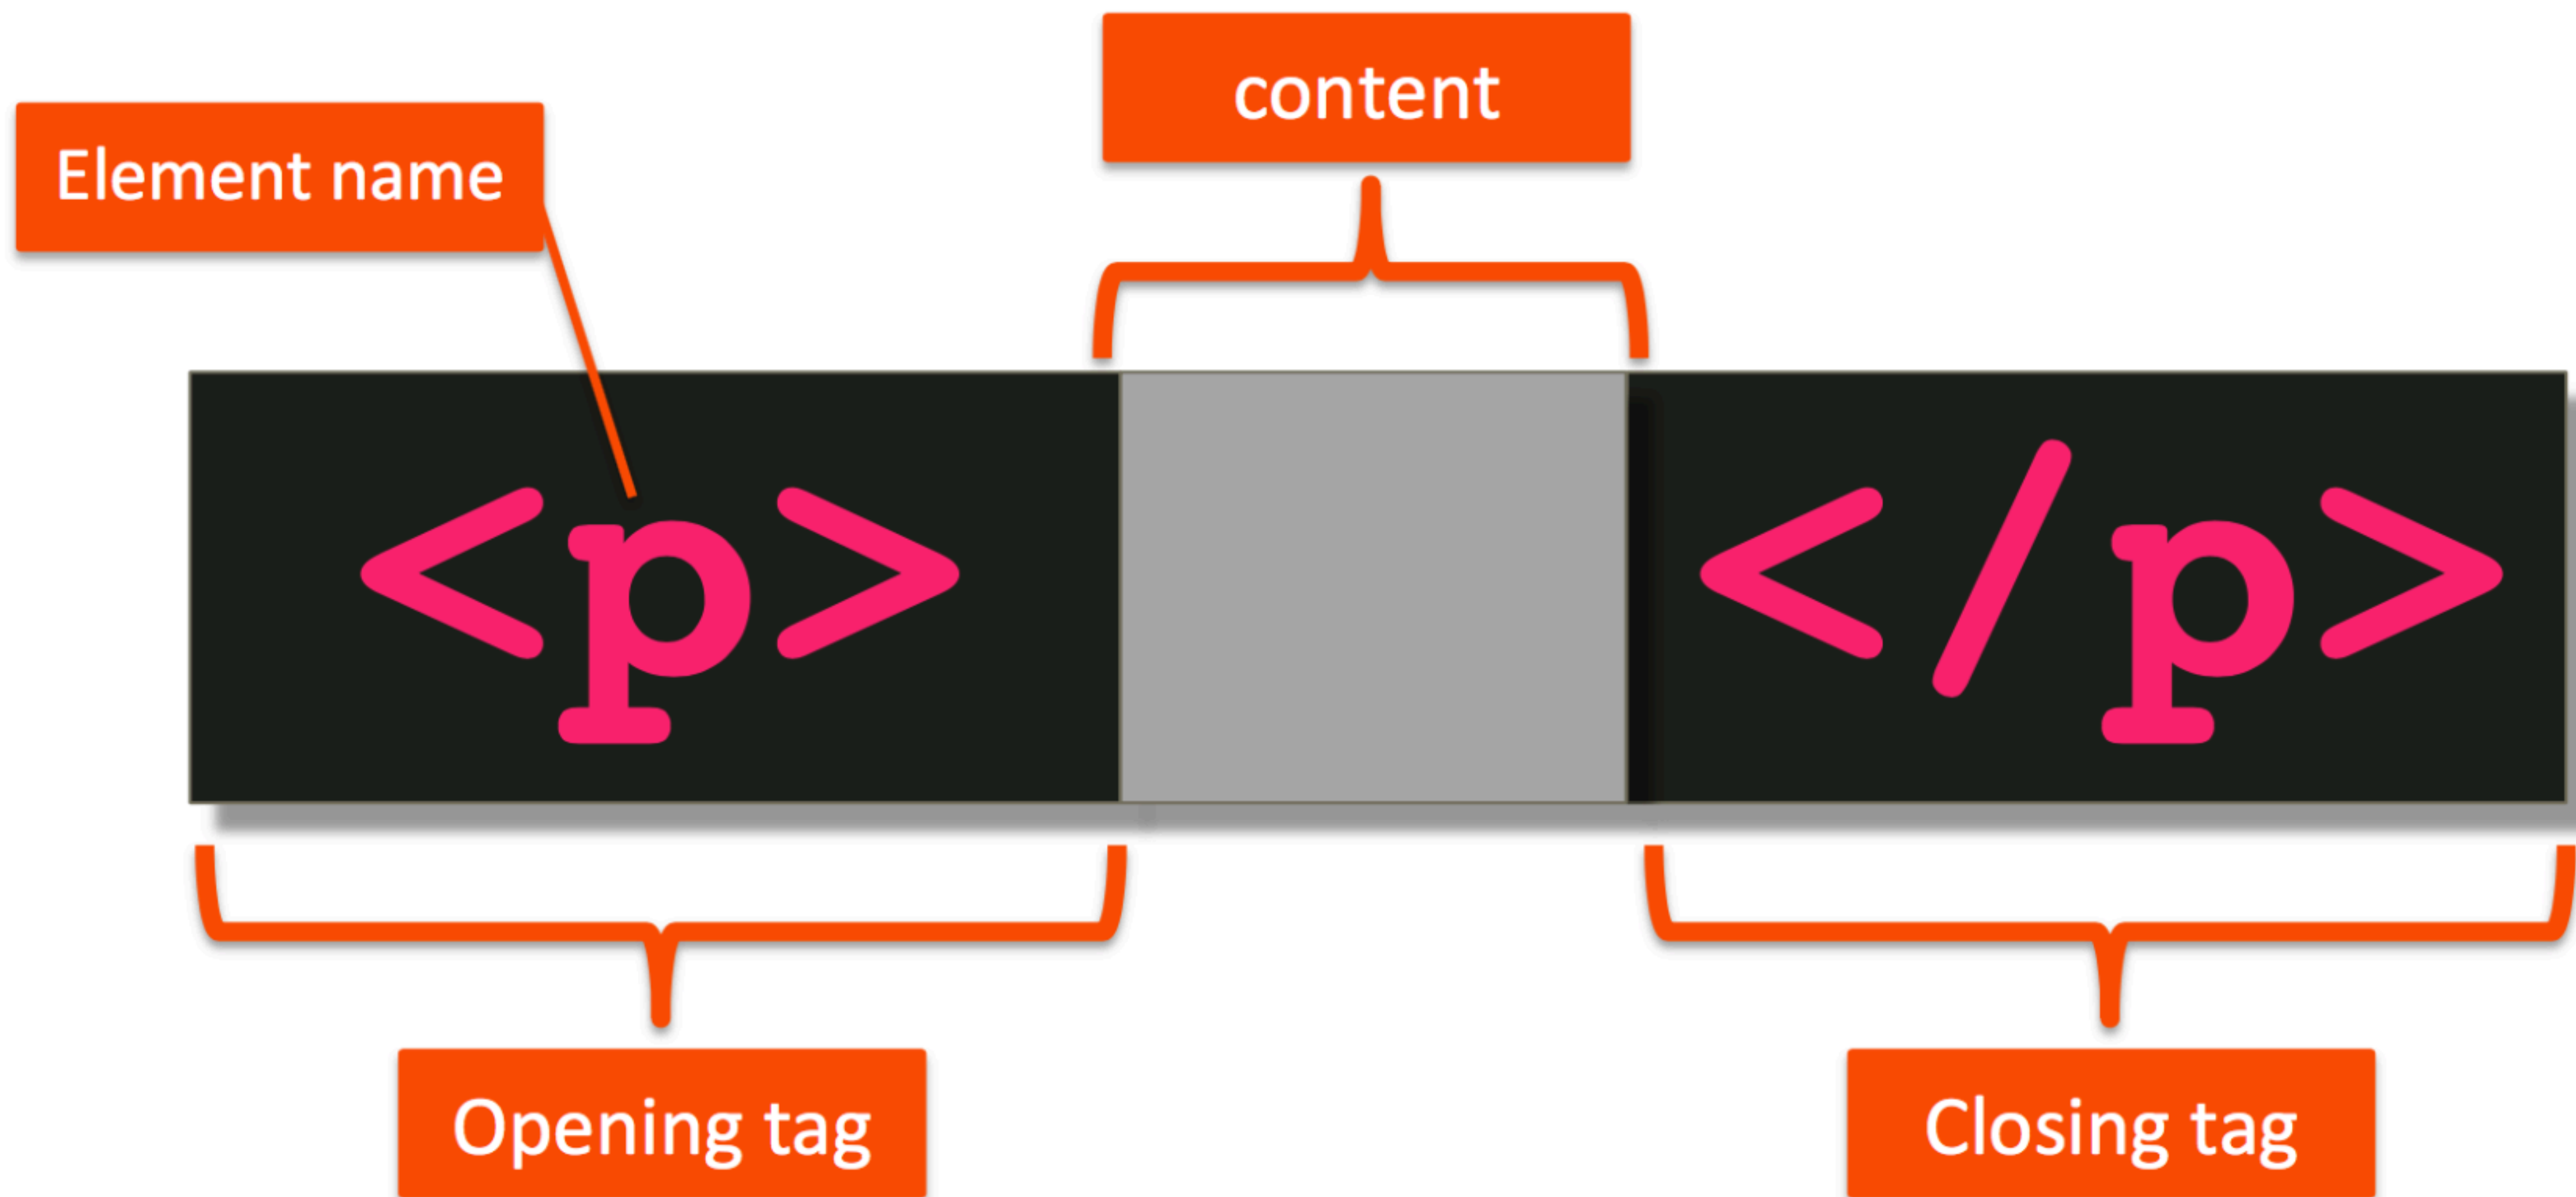 content
Element name
<p> </p>
Opening tag
Closing tag